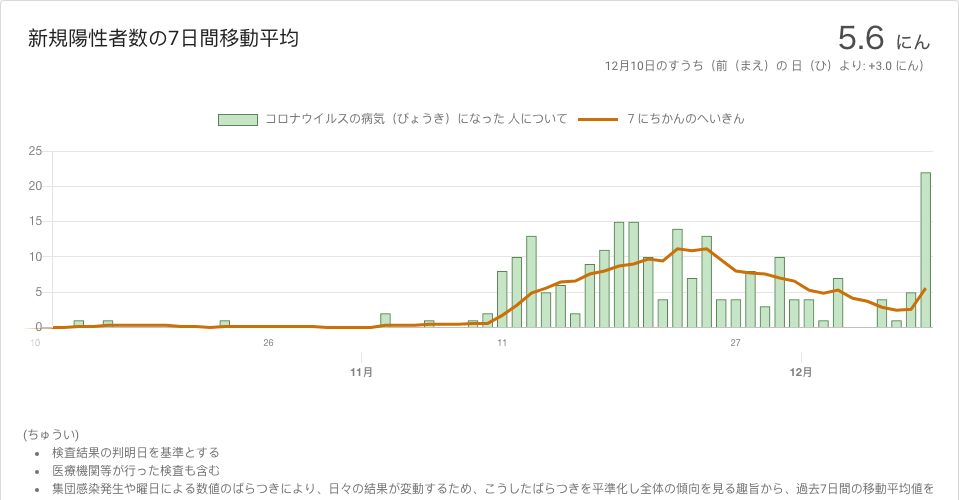 新規陽性者数の7日間移動平均
5.6 にん
12月10日のすうち（前（まえ）の 日（ひ）より: +3.0 にん）
コロナウイルスの病気（びょうき）になった 人について
7 にちかんのへいきん
25
20
15
10
5
0
10 26 11 27
11月 12月
(ちゅうい)
• 検査結果の判明日を基準とする
• 医療機関等が行った検査も含む
• 集団感染発生や曜日による数値のばらつきにより、日々の結果が変動するため、こうしたばらつきを平準化し全体の傾向を見る趣旨から、過去7日間の移動平均値を